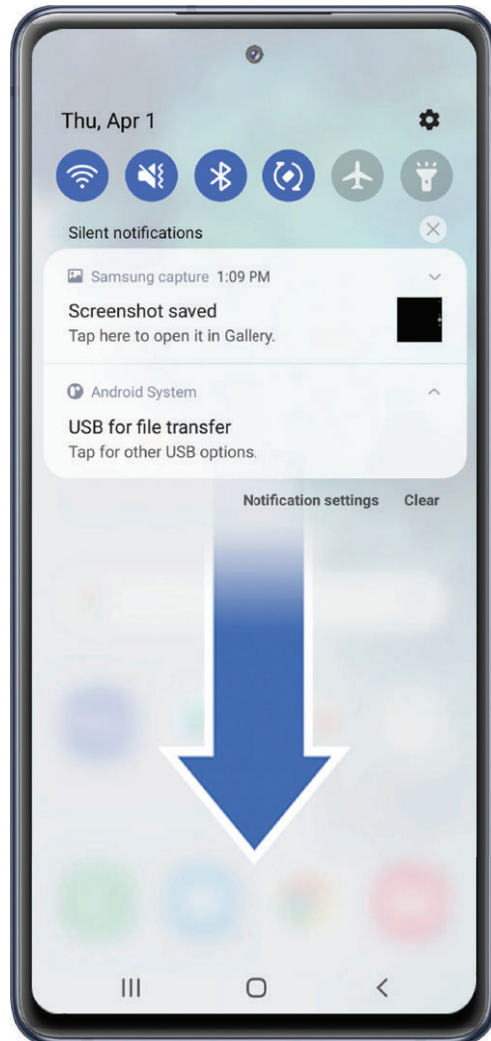 Thu, Apr 1
Silent notifications
Samsung capture 1:09 PM
Screenshot saved
Tap here to open it in Gallery.
Android System
USB for file transfer
Tap for other USB options.
Notification settings Clear